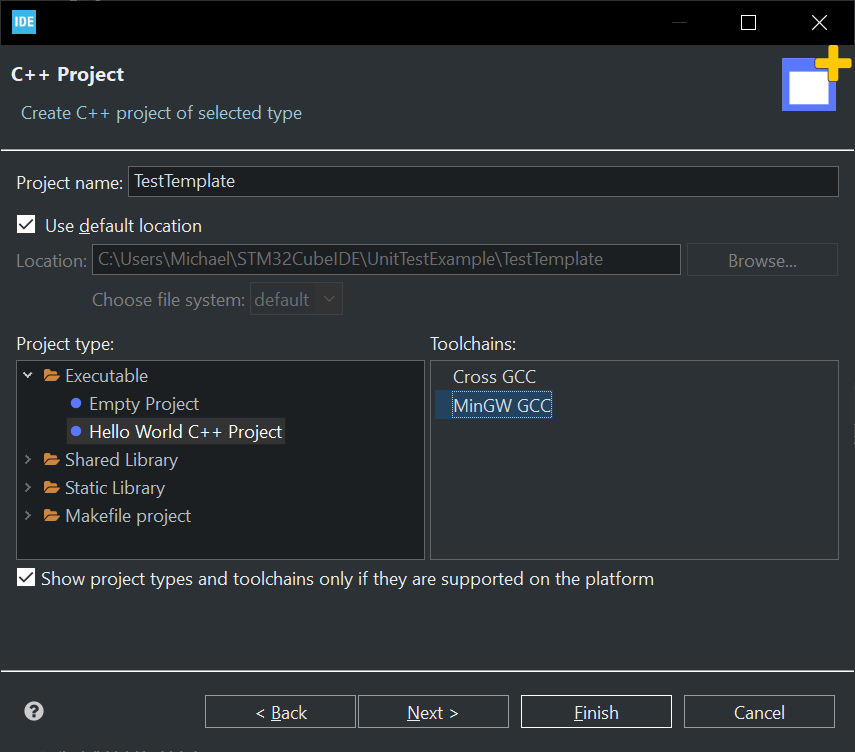 IDE
C++ Project
Create C++ project of selected type
Project name: TestTemplate
Use default location
Location: C:\Users\Michael\STM32CubeIDE\UnitTestExample\TestTemplate Browse...
Choose file system: default
Project type: Toolchains:
Executable
Empty Project
Hello World C++ Project
Shared Library
Static Library
Makefile project
Cross GCC
MinGW GCC
Show project types and toolchains only if they are supported on the platform
? < Back Next > Finish Cancel